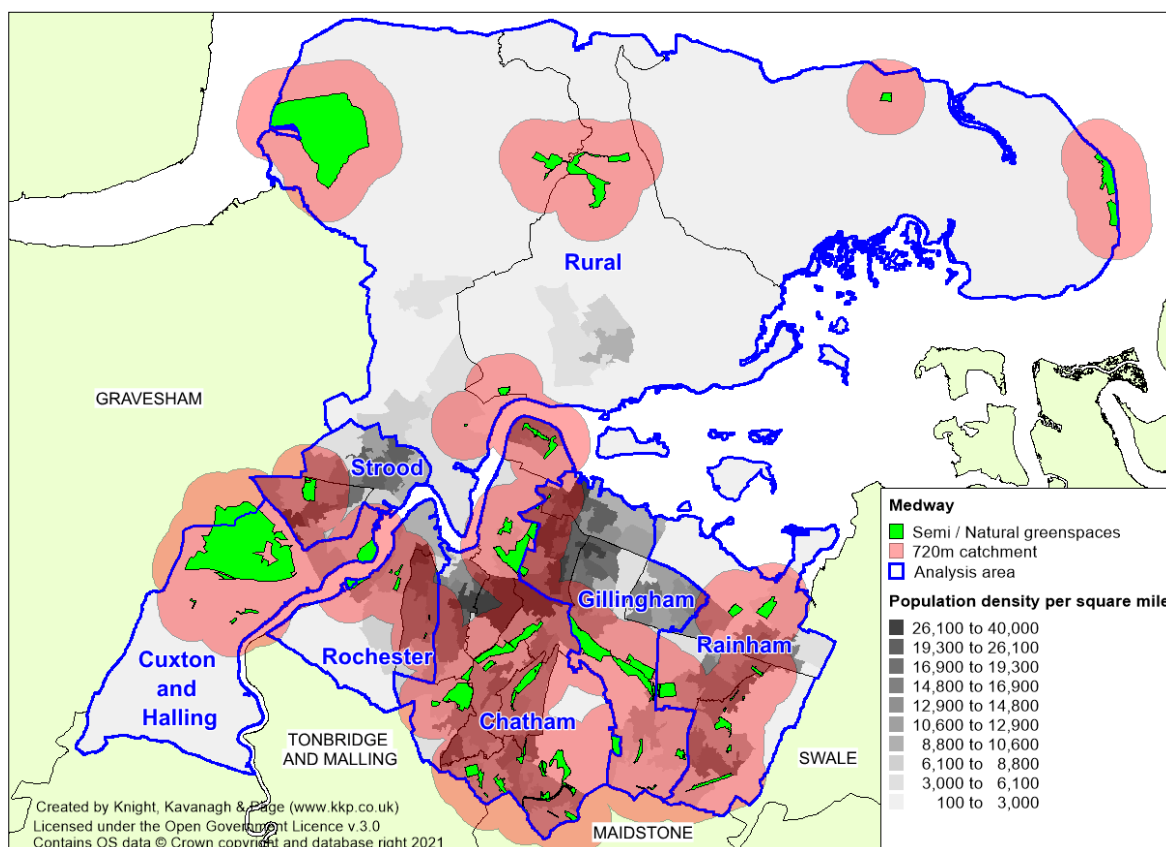 Rural
GRAVESHAM
Strood
Gillingham
Rainham
Rochester
Cuxton
and
Halling
Chatham
TONBRIDGE
AND MALLING
SWALE
MAIDSTONE
Created by Knight, Kavanagh & Page (www.kkp.co.uk)
Licensed under the Open Government Licence v.3.0
Contains OS data © Crown copyright and database right 2021
Medway
Semi / Natural greenspaces
720m catchment
Analysis area
Population density per square mile
26,100 to 40,000
19,300 to 26,100
16,900 to 19,300
14,800 to 16,900
12,900 to 14,800
10,600 to 12,900
8,800 to 10,600
6,100 to 8,800
3,000 to 6,100
100 to 3,000